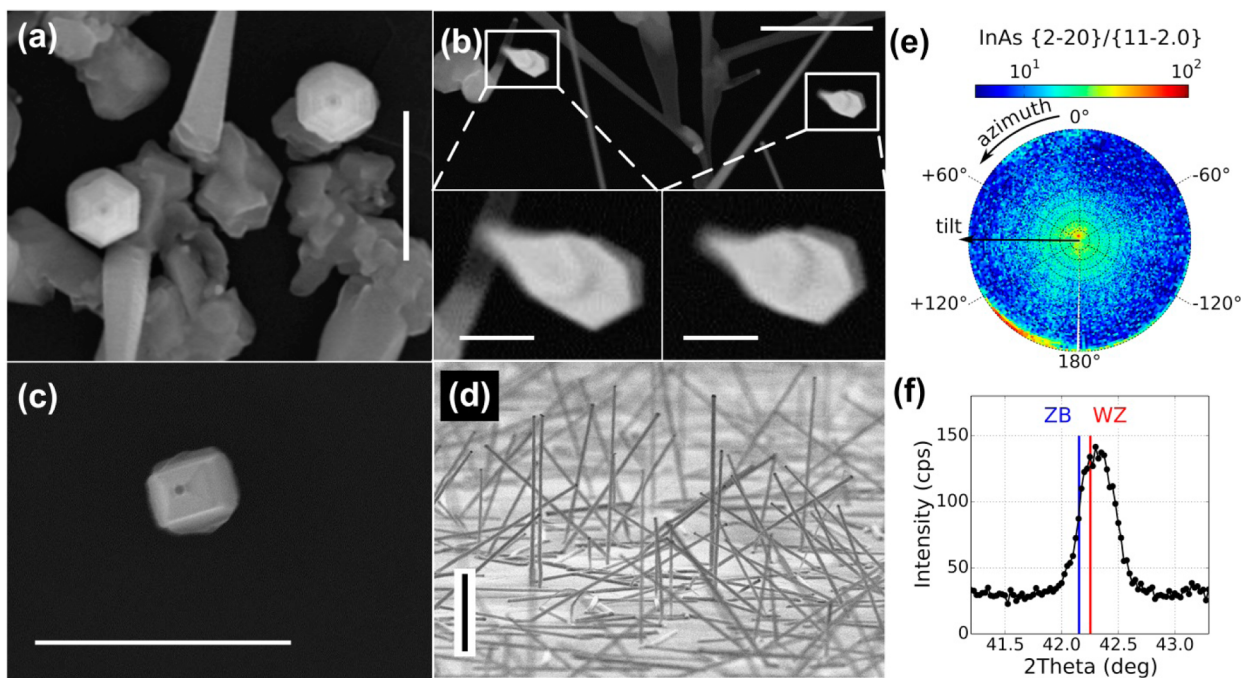 (a)
(b)
(c)
(d)
(e)
InAs {2-20}/{11-2.0}
10¹ 10²
azimuth
0°
+60° -60°
tilt
+120° -120°
180°
(f)
ZB WZ
150
100
50
0
Intensity (cps)
41.5 42.0 42.5 43.0
2Theta (deg)